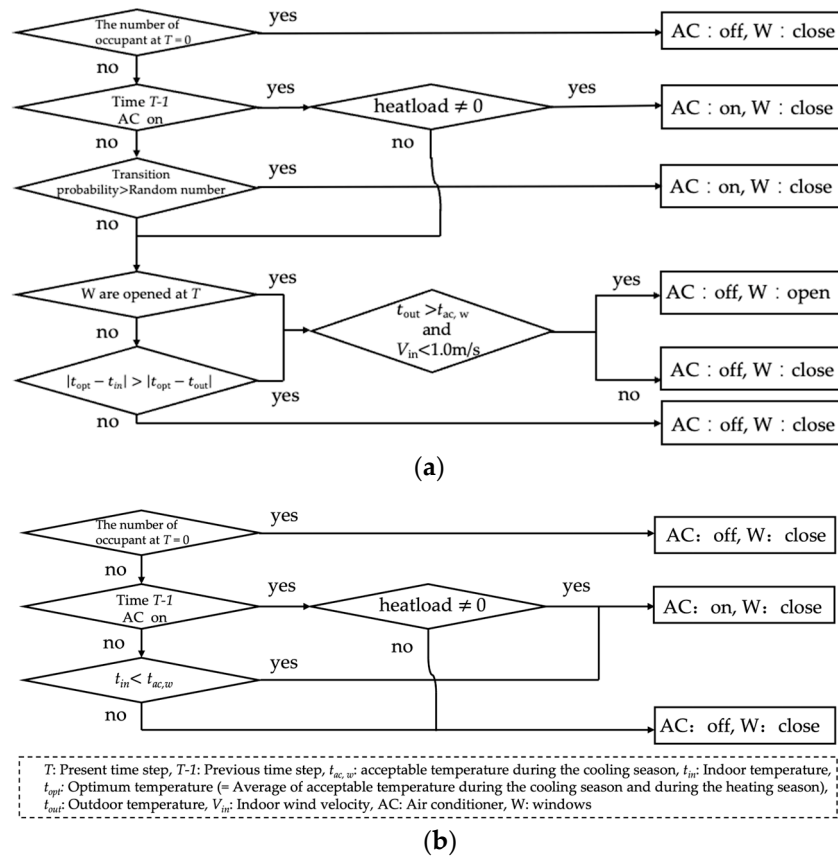 The number of
occupant at T = 0
yes
AC : off, W : close
no
Time T-1
AC on
yes
heatload ≠ 0
yes
AC : on, W : close
no
no
Transition
probability>Random number
yes
AC : on, W : close
no
W are opened at T
yes
t_out >t_ac, w
and
V_in<1.0m/s
yes
AC : off, W : open
no
|t_opt − t_in| > |t_opt − t_out|
yes
no
AC : off, W : close
no
AC : off, W : close
(a)
The number of
occupant at T = 0
yes
AC: off, W: close
no
Time T-1
AC on
yes
heatload ≠ 0
yes
AC: on, W: close
no
no
t_in< t_ac,w
yes
no
AC: off, W: close
T: Present time step, T-1: Previous time step, t_ac, w: acceptable temperature during the cooling season, t_in: Indoor temperature,
t_opt: Optimum temperature (= Average of acceptable temperature during the cooling season and during the heating season),
t_out: Outdoor temperature, V_in: Indoor wind velocity, AC: Air conditioner, W: windows
(b)